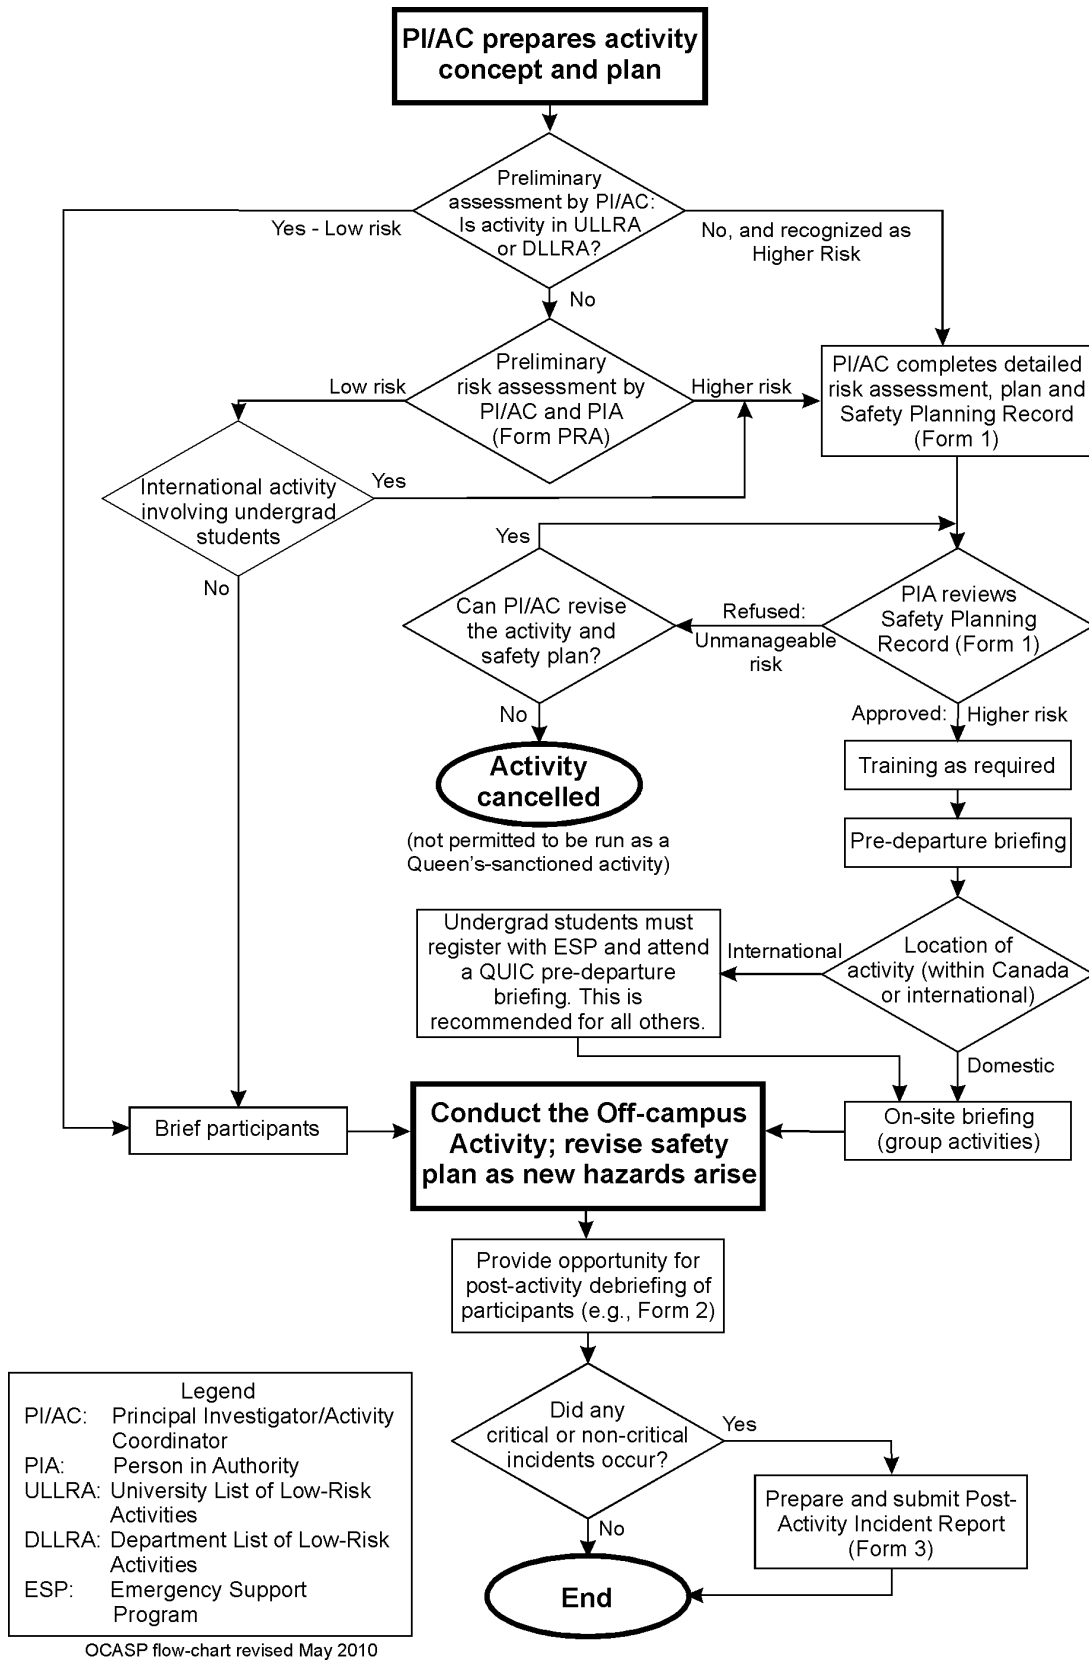 PI/AC prepares activity
concept and plan
Preliminary
assessment by PI/AC:
Is activity in ULLRA
or DLLRA?
Yes - Low risk
No, and recognized as
Higher Risk
No
Preliminary
risk assessment by
PI/AC and PIA
(Form PRA)
Low risk
Higher risk
PI/AC completes detailed
risk assessment, plan and
Safety Planning Record
(Form 1)
International activity
involving undergrad
students
Yes
No
Yes
Can PI/AC revise
the activity and
safety plan?
Refused:
Unmanageable
risk
PIA reviews
Safety Planning
Record (Form 1)
No
Approved:
Higher risk
Activity
cancelled
(not permitted to be run as a
Queen's-sanctioned activity)
Training as required
Pre-departure briefing
Undergrad students must
register with ESP and attend
a QUIC pre-departure
briefing. This is
recommended for all others.
International
Location of
activity (within Canada
or international)
Domestic
Brief participants
Conduct the Off-campus
Activity; revise safety
plan as new hazards arise
On-site briefing
(group activities)
Provide opportunity for
post-activity debriefing of
participants (e.g., Form 2)
Did any
critical or non-critical
incidents occur?
Yes
No
Prepare and submit Post-
Activity Incident Report
(Form 3)
End
Legend
PI/AC: Principal Investigator/Activity
Coordinator
PIA: Person in Authority
ULLRA: University List of Low-Risk
Activities
DLLRA: Department List of Low-Risk
Activities
ESP: Emergency Support
Program
OCASP flow-chart revised May 2010